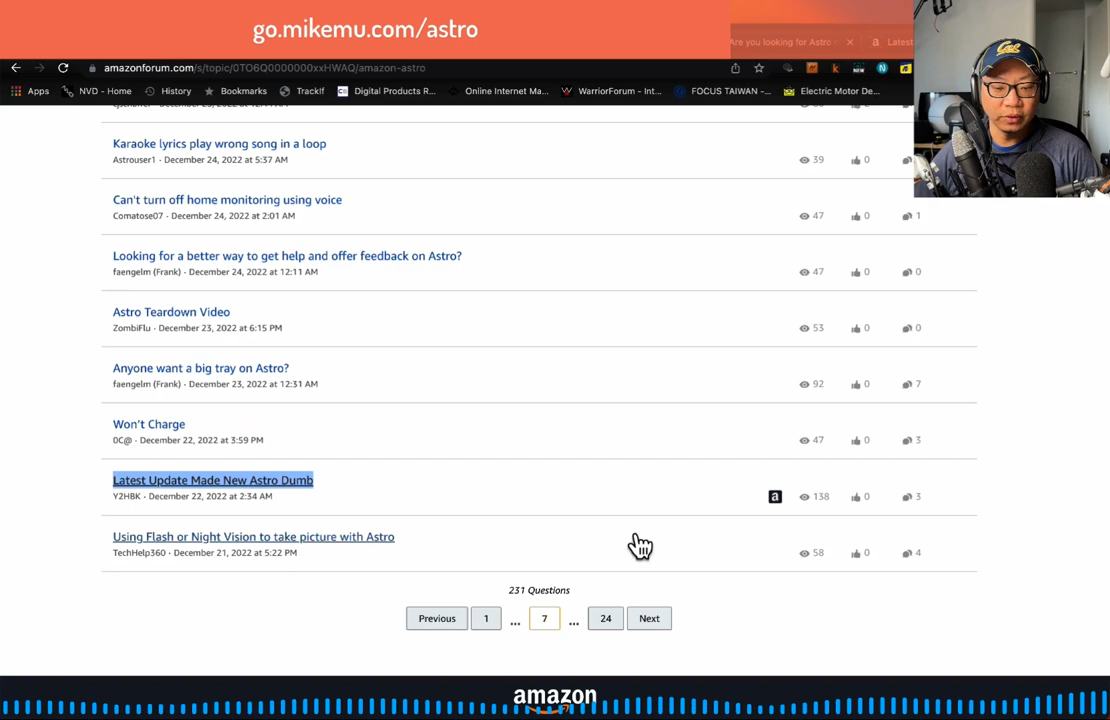 go.mikemu.com/astro
Are you looking for Astro
Latest
amazonforum.com/s/topic/0TO6Q0000000xxHWAQ/amazon-astro
Apps
NVD - Home
History
Bookmarks
Trackif
Digital Products R...
Online Internet Ma...
WarriorForum - Int...
FOCUS TAIWAN -...
Electric Motor De...
NEW
Cal
Karaoke lyrics play wrong song in a loop
Astrouser1 · December 24, 2022 at 5:37 AM
39
0
Can't turn off home monitoring using voice
Comatose07 · December 24, 2022 at 2:01 AM
47
0
1
Looking for a better way to get help and offer feedback on Astro?
faengelm (Frank) · December 24, 2022 at 12:11 AM
47
0
0
Astro Teardown Video
ZombiFlu · December 23, 2022 at 6:15 PM
53
0
0
Anyone want a big tray on Astro?
faengelm (Frank) · December 23, 2022 at 12:31 AM
92
0
7
Won't Charge
0C@ · December 22, 2022 at 3:59 PM
47
0
3
Latest Update Made New Astro Dumb
Y2HBK · December 22, 2022 at 2:34 AM
a
138
0
3
Using Flash or Night Vision to take picture with Astro
TechHelp360 · December 21, 2022 at 5:22 PM
58
0
4
231 Questions
Previous
1
...
7
...
24
Next
amazon